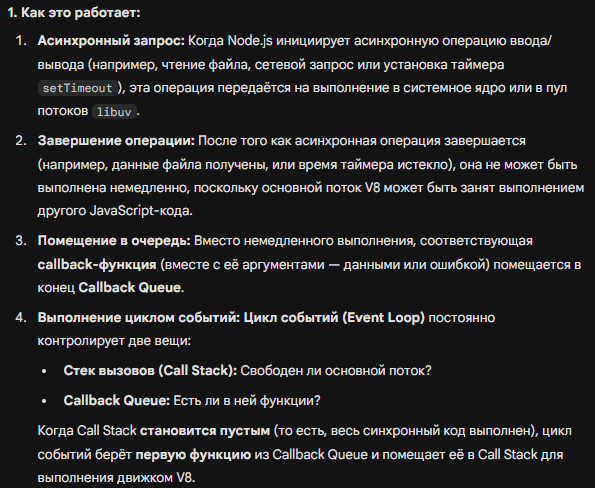 1. Как это работает:
1. Асинхронный запрос: Когда Node.js инициирует асинхронную операцию ввода/
вывода (например, чтение файла, сетевой запрос или установка таймера
setTimeout ), эта операция передаётся на выполнение в системное ядро или в пул
потоков libuv .
2. Завершение операции: После того как асинхронная операция завершается
(например, данные файла получены, или время таймера истекло), она не может быть
выполнена немедленно, поскольку основной поток V8 может быть занят выполнением
другого JavaScript-кода.
3. Помещение в очередь: Вместо немедленного выполнения, соответствующая
callback-функция (вместе с её аргументами — данными или ошибкой) помещается в
конец Callback Queue.
4. Выполнение циклом событий: Цикл событий (Event Loop) постоянно
контролирует две вещи:
• Стек вызовов (Call Stack): Свободен ли основной поток?
• Callback Queue: Есть ли в ней функции?
Когда Call Stack становится пустым (то есть, весь синхронный код выполнен), цикл
событий берёт первую функцию из Callback Queue и помещает её в Call Stack для
выполнения движком V8.